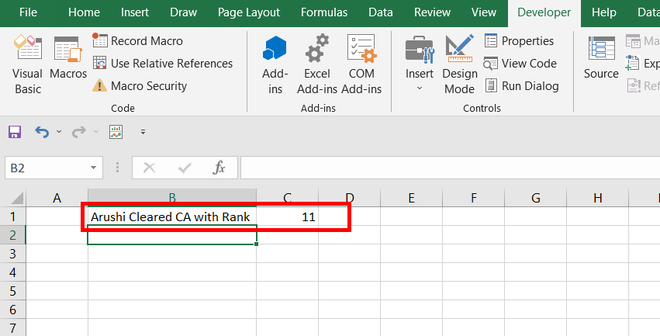 File Home Insert Draw Page Layout Formulas Data Review View Developer Help Datan
Visual Basic
Macros
Record Macro
Use Relative References
Macro Security
Code
Add-ins
Excel Add-ins
COM Add-ins
Add-ins
Insert
Design Mode
Properties
View Code
Run Dialog
Controls
Source
Ma
Exp
Ref
B2 fx
A B C D E F G H
1 Arushi Cleared CA with Rank 11
2
3
4
5
6
7